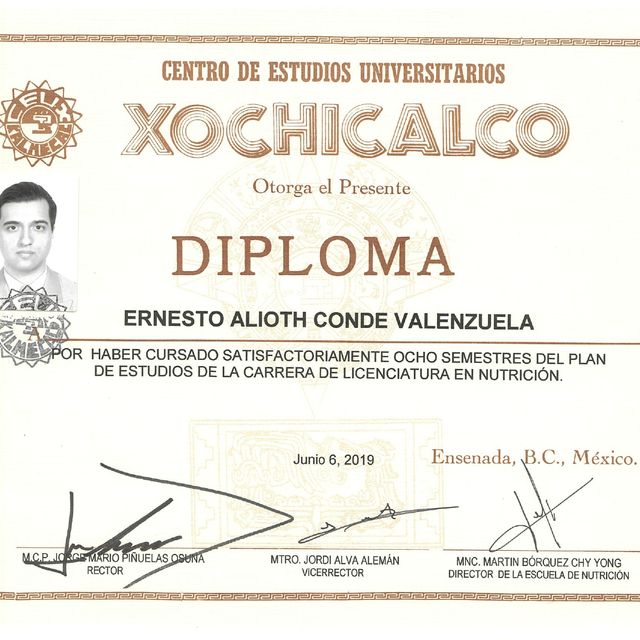 CENTRO DE ESTUDIOS UNIVERSITARIOS
XOCHICALCO
CEUX
XALMECAC
Otorga el Presente
DIPLOMA
ERNESTO ALIOTH CONDE VALENZUELA
POR HABER CURSADO SATISFACTORIAMENTE OCHO SEMESTRES DEL PLAN
DE ESTUDIOS DE LA CARRERA DE LICENCIATURA EN NUTRICIÓN.
Junio 6, 2019
Ensenada, B.C., México.
M.C.P. JORGE MARIO PIÑUELAS OSUNA
RECTOR
MTRO. JORDI ALVA ALEMÁN
VICERRECTOR
MNC. MARTIN BÓRQUEZ CHY YONG
DIRECTOR DE LA ESCUELA DE NUTRICIÓN